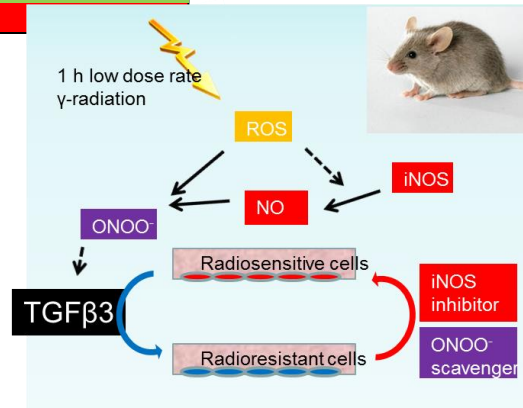 1 h low dose rate
γ-radiation
ROS
iNOS
NO
ONOO⁻
Radiosensitive cells
TGFβ3
iNOS
inhibitor
Radioresistant cells
ONOO⁻
scavenger